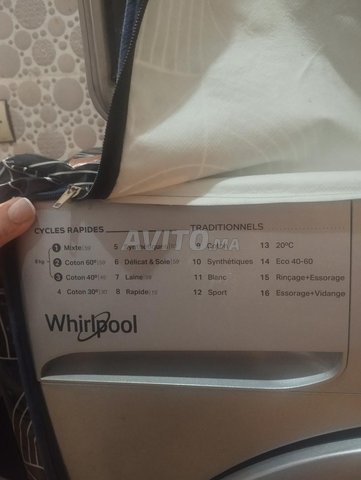 CYCLES RAPIDES
1 Mixte
2 Coton 60°
3 Coton 40°
4 Coton 30°
6 Délicat & Soie
7 Laine
8 Rapide
TRADITIONNELS
9 Coton
10 Synthétiques
11 Blanc
12 Sport
13 20°C
14 Eco 40-60
15 Rinçage+Essorage
16 Essorage+Vidange
AVITO.MA
Whirlpool